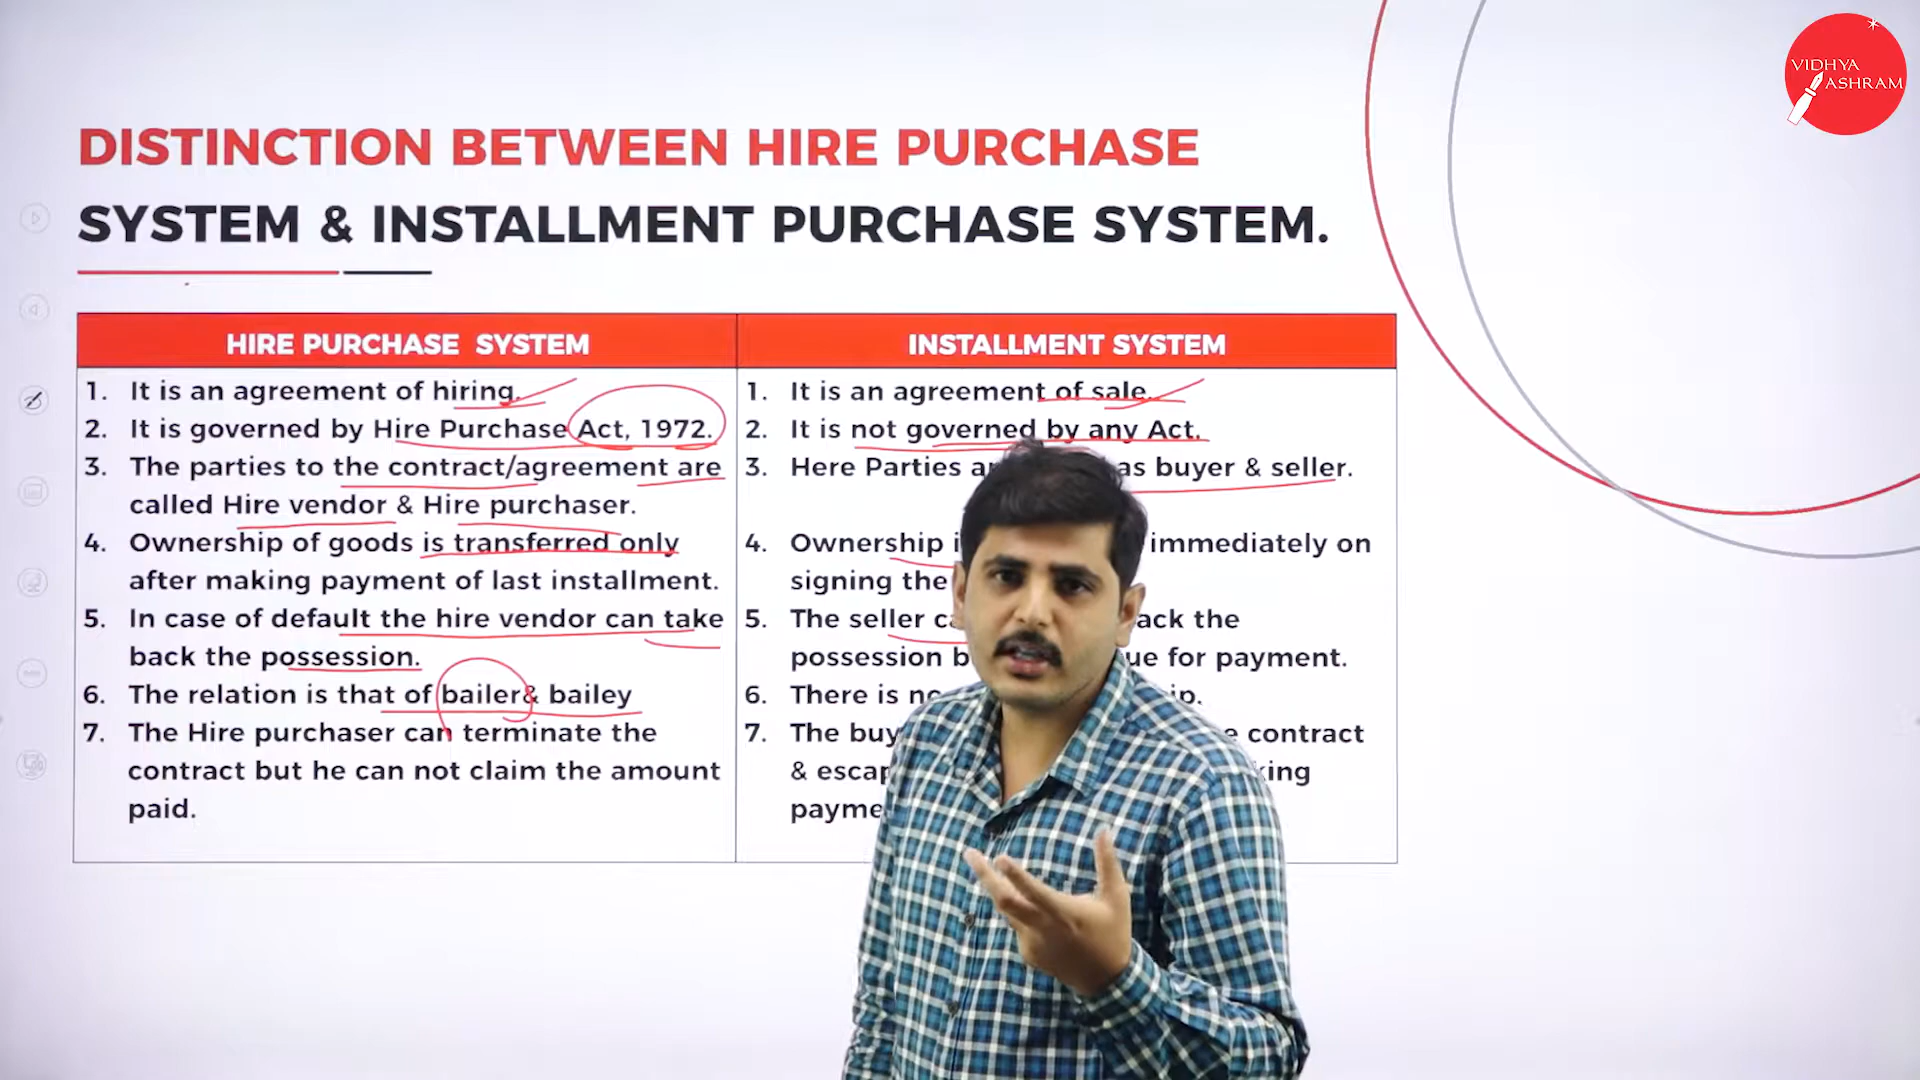 VIDHYA
ASHRAM
DISTINCTION BETWEEN HIRE PURCHASE
SYSTEM & INSTALLMENT PURCHASE SYSTEM.
HIRE PURCHASE SYSTEM
1. It is an agreement of hiring.
2. It is governed by Hire Purchase Act, 1972.
3. The parties to the contract/agreement are
called Hire vendor & Hire purchaser.
4. Ownership of goods is transferred only
after making payment of last installment.
5. In case of default the hire vendor can take
back the possession.
6. The relation is that of bailer& bailey
7. The Hire purchaser can terminate the
contract but he can not claim the amount
paid.
INSTALLMENT SYSTEM
1. It is an agreement of sale.
2. It is not governed by any Act.
3. Here Parties as buyer & seller.
4. Ownership immediately on
signing the
5. The seller the
possession for payment.
6. There is
7. The contract
&